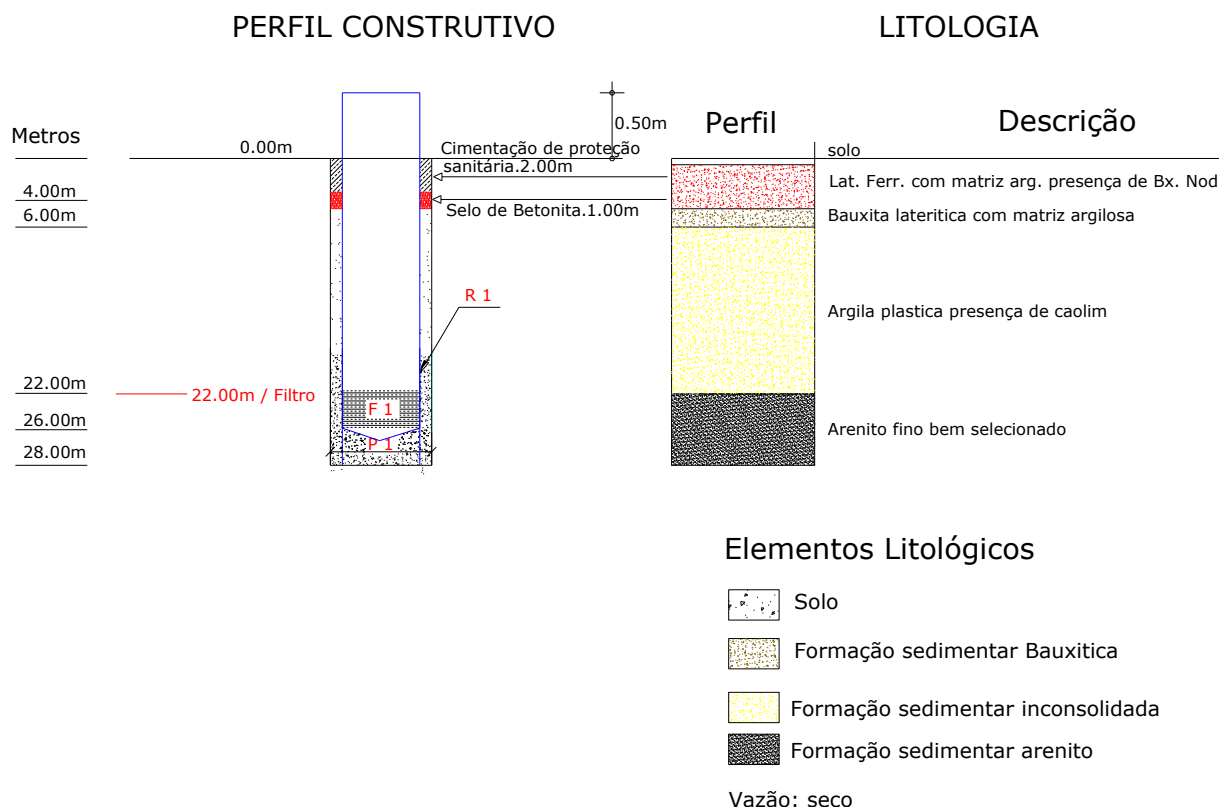 PERFIL CONSTRUTIVO
LITOLOGIA
Metros
0.00m
4.00m
6.00m
22.00m
26.00m
28.00m
22.00m / Filtro
0.50m
Cimentação de proteção
sanitária.2.00m
Selo de Betonita.1.00m
R 1
F 1
P 1
Perfil
Descrição
solo
Lat. Ferr. com matriz arg. presença de Bx. Nod
Bauxita lateritica com matriz argilosa
Argila plastica presença de caolim
Arenito fino bem selecionado
Elementos Litológicos
Solo
Formação sedimentar Bauxitica
Formação sedimentar inconsolidada
Formação sedimentar arenito
Vazão: seco